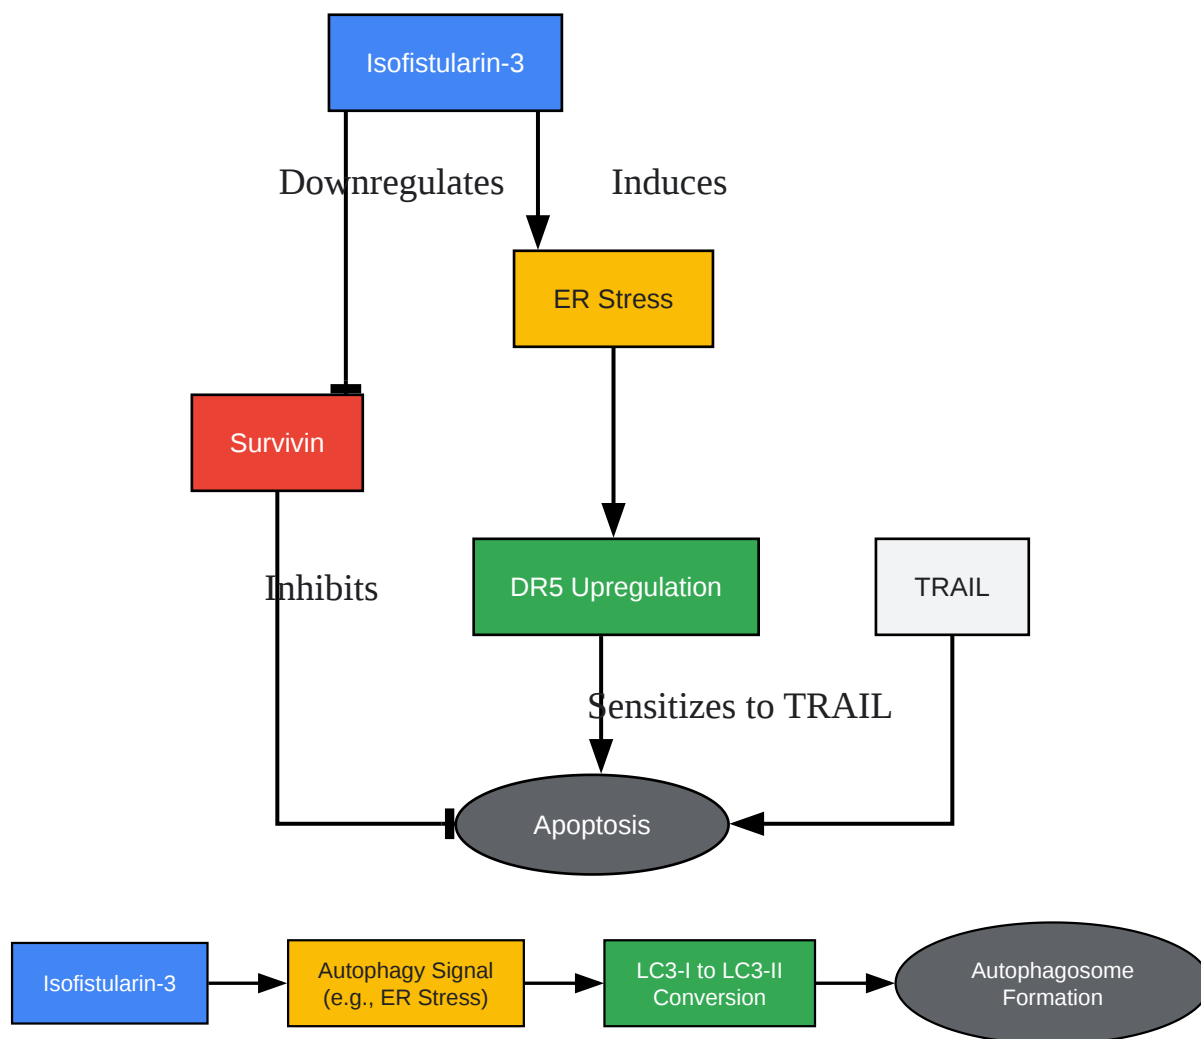 Isofistularin-3
Downregulates
Induces
ER Stress
Survivin
Inhibits
DR5 Upregulation
TRAIL
Sensitizes to TRAIL
Apoptosis
Isofistularin-3
Autophagy Signal
(e.g., ER Stress)
LC3-I to LC3-II
Conversion
Autophagosome
Formation